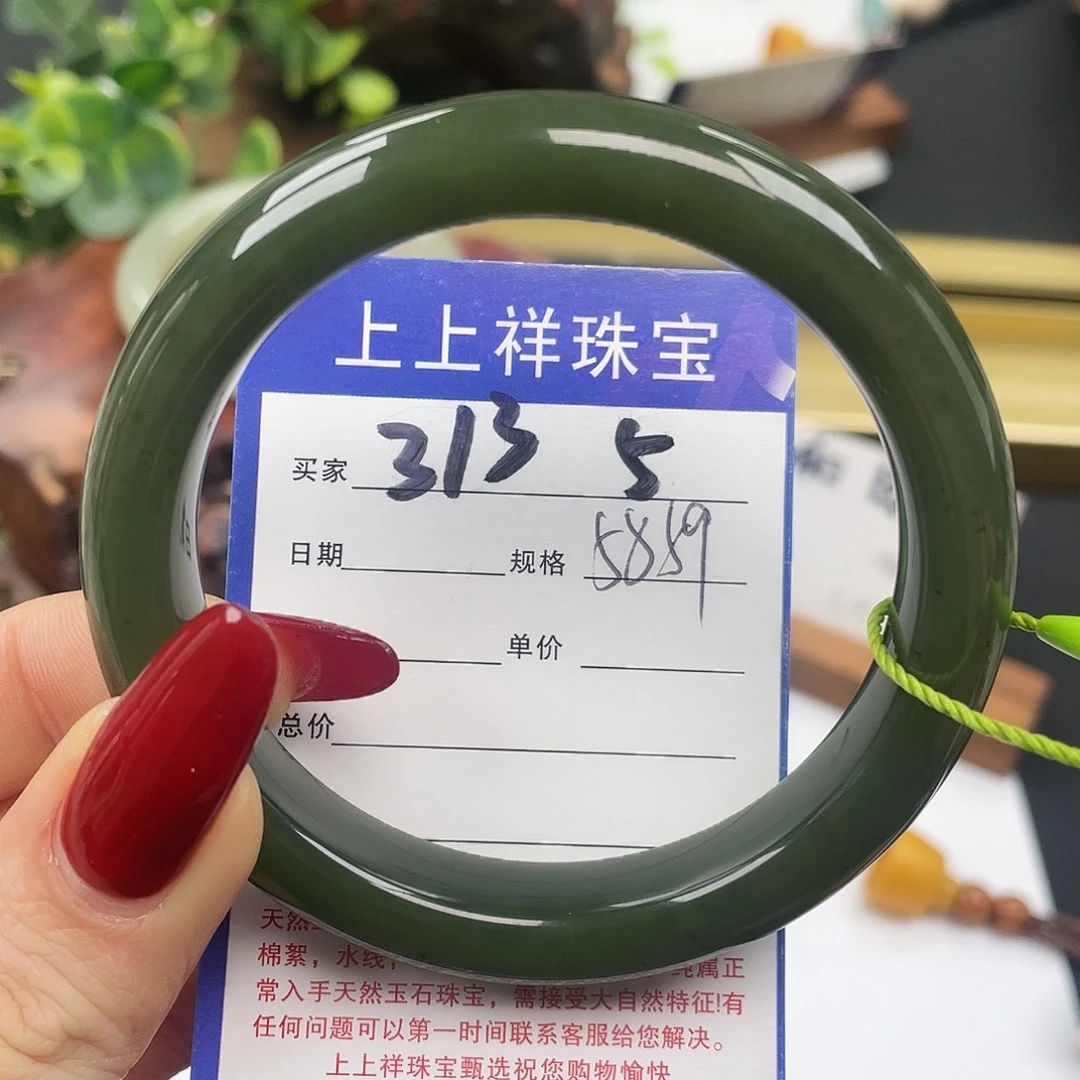 上上祥珠宝
买家 313 5
日期 规格 5859
单价
总价
天然
棉絮，水线， 纯属正
常入手天然玉石珠宝，需接受大自然特征!有
任何问题可以第一时间联系客服给您解决。
上上祥珠宝甄选祝您购物愉快